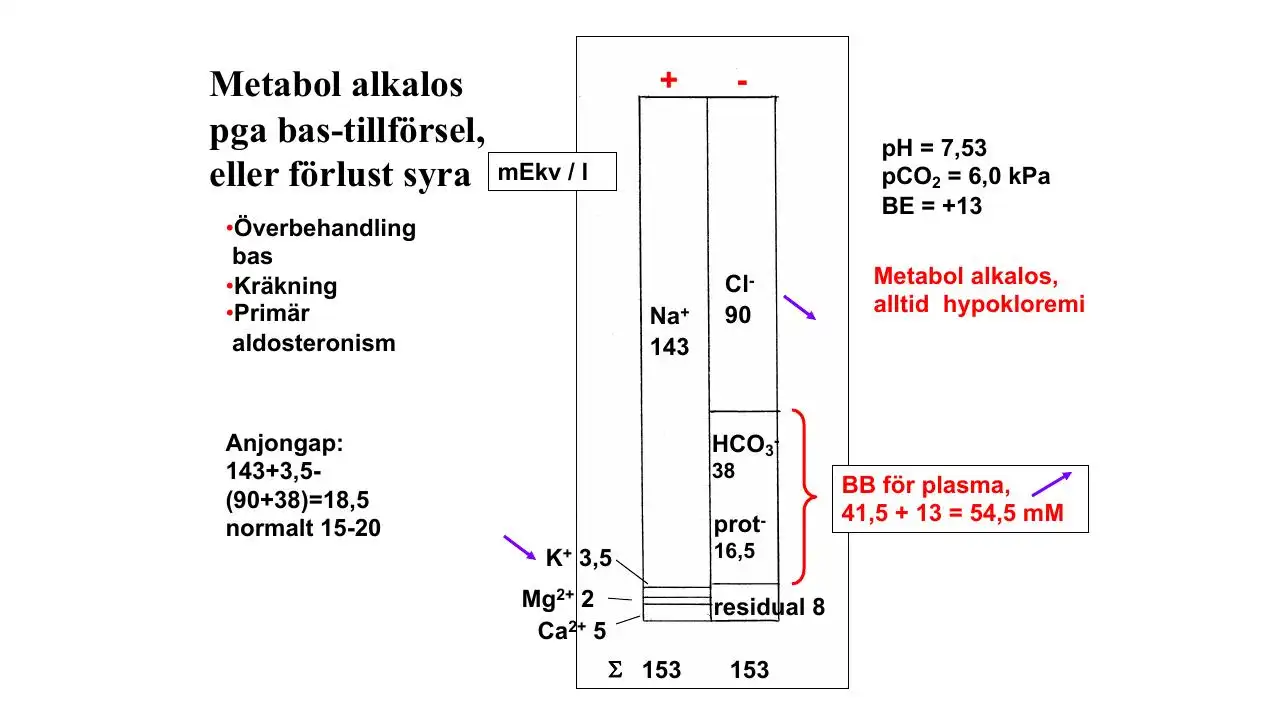 Metabol alkalos
pga bas-tillförsel,
eller förlust syra
mEkv / l
•Överbehandling
bas
•Kräkning
•Primär
aldosteronism
Anjongap:
143+3,5-
(90+38)=18,5
normalt 15-20
+ -
Na⁺
143
Cl⁻
90
HCO₃⁻
38
prot⁻
16,5
K⁺ 3,5
Mg²⁺ 2
Ca²⁺ 5
residual 8
Σ 153 153
pH = 7,53
pCO₂ = 6,0 kPa
BE = +13
Metabol alkalos,
alltid hypokloremi
BB för plasma,
41,5 + 13 = 54,5 mM